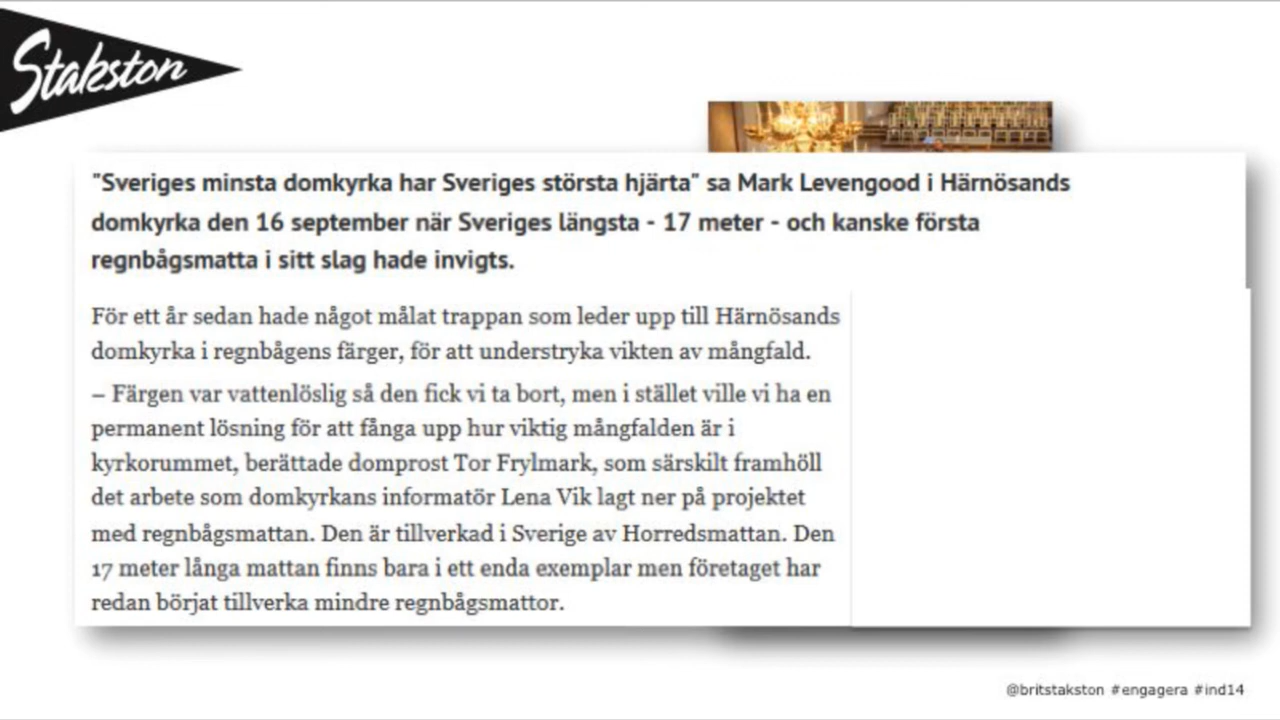 Stakston
"Sveriges minsta domkyrka har Sveriges största hjärta" sa Mark Levengood i Härnösands
domkyrka den 16 september när Sveriges längsta - 17 meter - och kanske första
regnbågsmatta i sitt slag hade invigts.
För ett år sedan hade något målat trappan som leder upp till Härnösands
domkyrka i regnbågens färger, för att understryka vikten av mångfald.
– Färgen var vattenlöslig så den fick vi ta bort, men i stället ville vi ha en
permanent lösning för att fånga upp hur viktig mångfalden är i
kyrkorummet, berättade domprost Tor Frylmark, som särskilt framhöll
det arbete som domkyrkans informatör Lena Vik lagt ner på projektet
med regnbågsmattan. Den är tillverkad i Sverige av Horredsmattan. Den
17 meter långa mattan finns bara i ett enda exemplar men företaget har
redan börjat tillverka mindre regnbågsmattor.
@britstakston #engagera #ind14